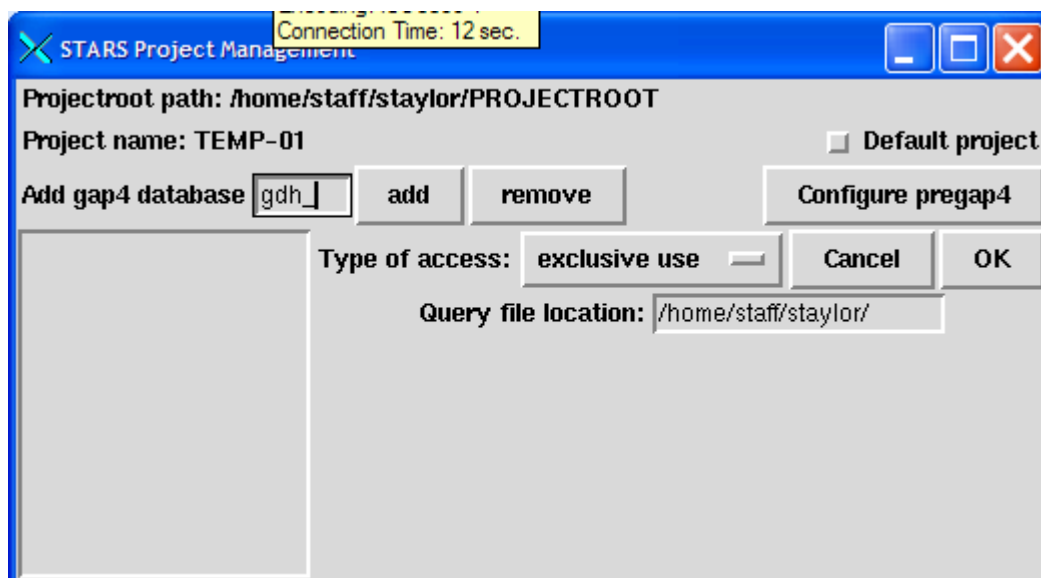 Connection Time: 12 sec.
STARS Project Management
Projectroot path: /home/staff/staylor/PROJECTROOT
Project name: TEMP-01
Default project
Add gap4 database gdh_ add remove Configure pregap4
Type of access: exclusive use Cancel OK
Query file location: /home/staff/staylor/